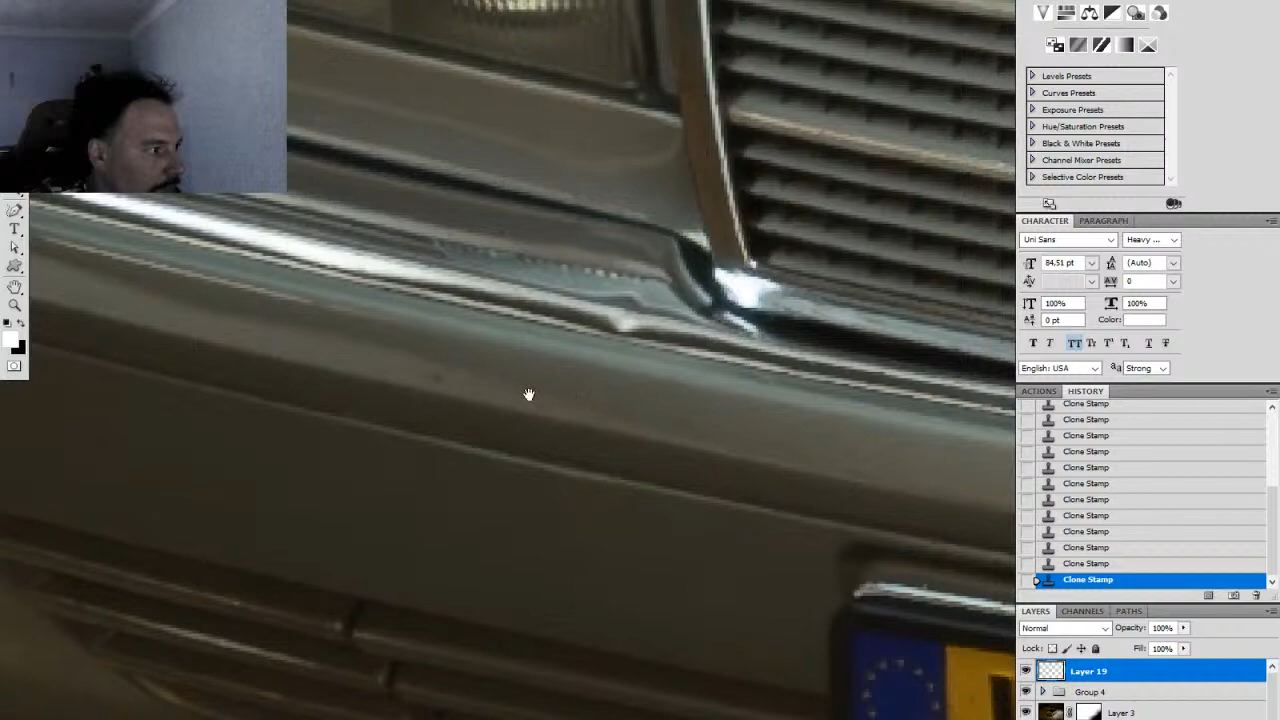 Levels Presets
Curves Presets
Exposure Presets
Hue/Saturation Presets
Black & White Presets
Channel Mixer Presets
Selective Color Presets
CHARACTER PARAGRAPH
Uni Sans Heavy ...
84,51 pt (Auto)
0
100% 100%
0 pt Color:
English: USA Strong
ACTIONS HISTORY
Clone Stamp
Clone Stamp
Clone Stamp
Clone Stamp
Clone Stamp
Clone Stamp
Clone Stamp
Clone Stamp
Clone Stamp
Clone Stamp
Clone Stamp
Clone Stamp
LAYERS CHANNELS PATHS
Normal Opacity: 100%
Lock: Fill: 100%
Layer 19
Group 4
Layer 3